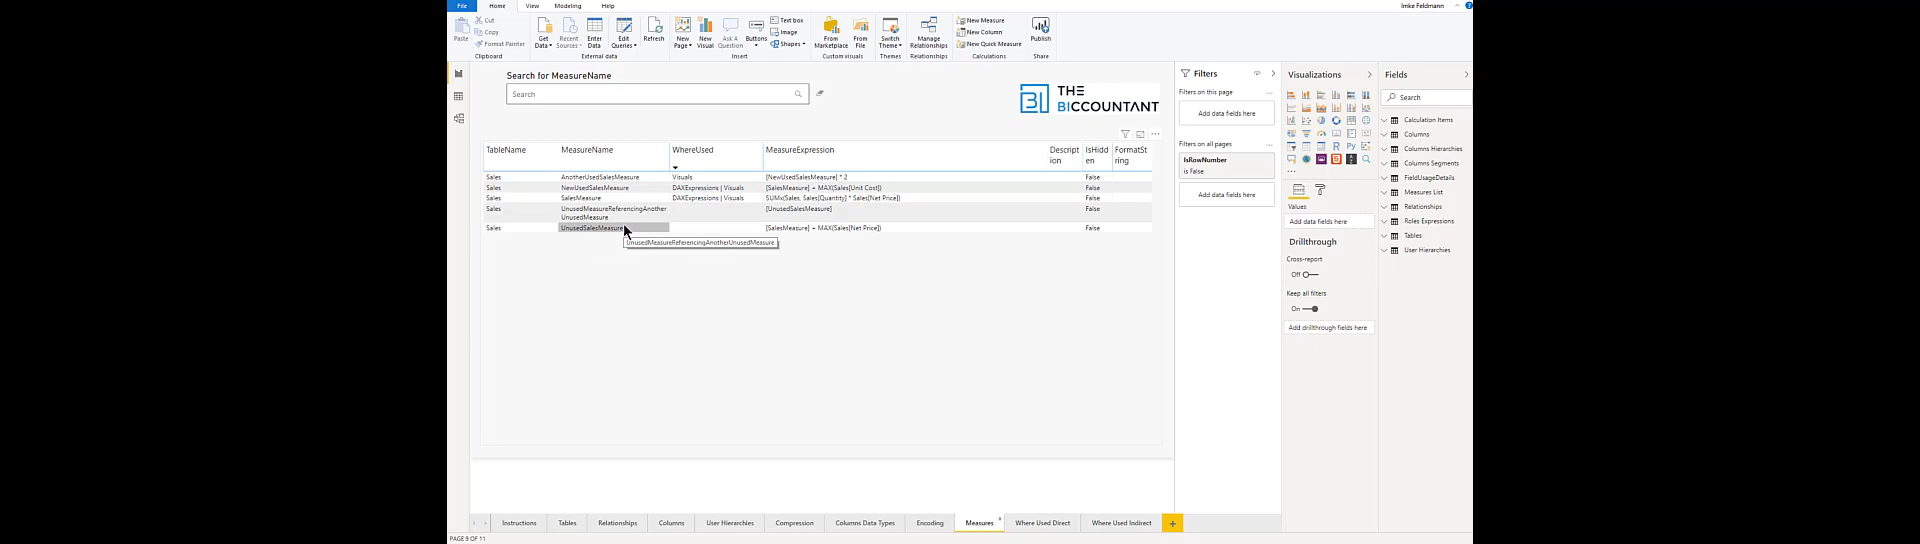 File Home View Modeling Help Imke Feldmann
Cut
Copy
Format Painter
Paste
Clipboard
Get Data
Recent Sources
Enter Data
Edit Queries
Refresh
External data
New Page
New Visual
Ask A Question
Buttons
Text box
Image
Shapes
Insert
From Marketplace
From File
Custom visuals
Switch Theme
Themes
Manage Relationships
Relationships
New Measure
New Column
New Quick Measure
Calculations
Publish
Share
Search for MeasureName
Search
THE
BICCOUNTANT
TableName MeasureName WhereUsed MeasureExpression Descript IsHidd FormatSt
ion en ring
Sales AnotherUsedSalesMeasure Visuals [NewUsedSalesMeasure] * 2 False
Sales NewUsedSalesMeasure DAXExpressions | Visuals [SalesMeasure] + MAX(Sales[Unit Cost]) False
Sales SalesMeasure DAXExpressions | Visuals SUMx(Sales, Sales[Quantity] * Sales[Net Price]) False
Sales UnusedMeasureReferencingAnother [UnusedSalesMeasure] False
UnusedMeasure
Sales UnusedSalesMeasure [SalesMeasure] + MAX(Sales[Net Price]) False
UnusedMeasureReferencingAnotherUnusedMeasure
Filters
Filters on this page
Add data fields here
Filters on all pages
IsRowNumber
is False
Add data fields here
Visualizations
Values
Add data fields here
Drillthrough
Cross-report
Off
Keep all filters
On
Add drillthrough fields here
Fields
Search
Calculation Items
Columns
Columns Hierarchies
Columns Segments
FieldUsageDetails
Measures List
Relationships
Roles Expressions
Tables
User Hierarchies
Instructions Tables Relationships Columns User Hierarchies Compression Columns Data Types Encoding Measures Where Used Direct Where Used Indirect
PAGE 9 OF 11